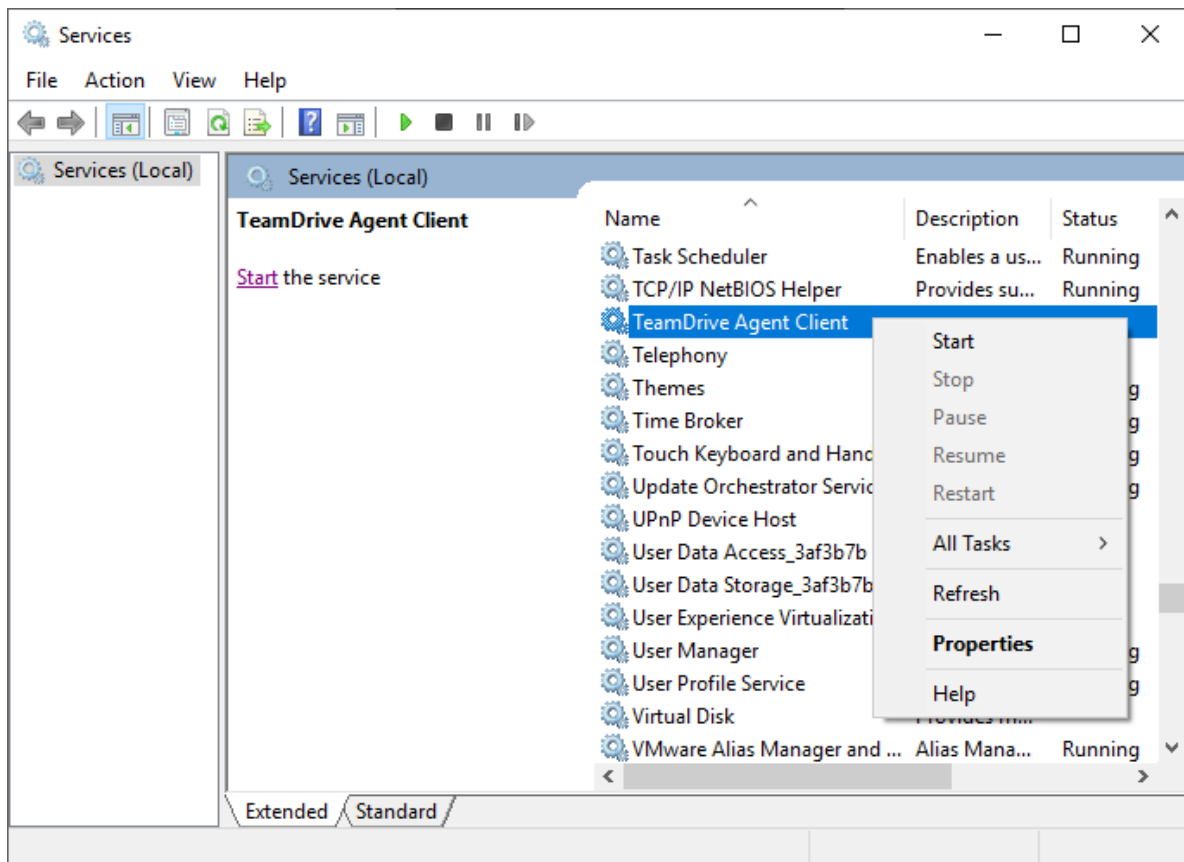 Services
File Action View Help
Services (Local)
Services (Local)
TeamDrive Agent Client
Start the service
Name Description Status
Task Scheduler Enables a us... Running
TCP/IP NetBIOS Helper Provides su... Running
TeamDrive Agent Client
Telephony
Themes g
Time Broker g
Touch Keyboard and Hand g
Update Orchestrator Servic g
UPnP Device Host
User Data Access_3af3b7b
User Data Storage_3af3b7b
User Experience Virtualizati
User Manager g
User Profile Service g
Virtual Disk
VMware Alias Manager and ... Alias Mana... Running
Start
Stop
Pause
Resume
Restart
All Tasks
Refresh
Properties
Help
Extended Standard